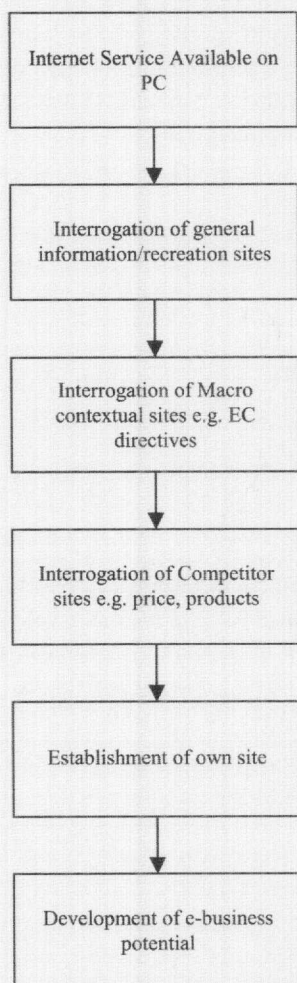 Internet Service Available on
PC
Interrogation of general
information/recreation sites
Interrogation of Macro
contextual sites e.g. EC
directives
Interrogation of Competitor
sites e.g. price, products
Establishment of own site
Development of e-business
potential